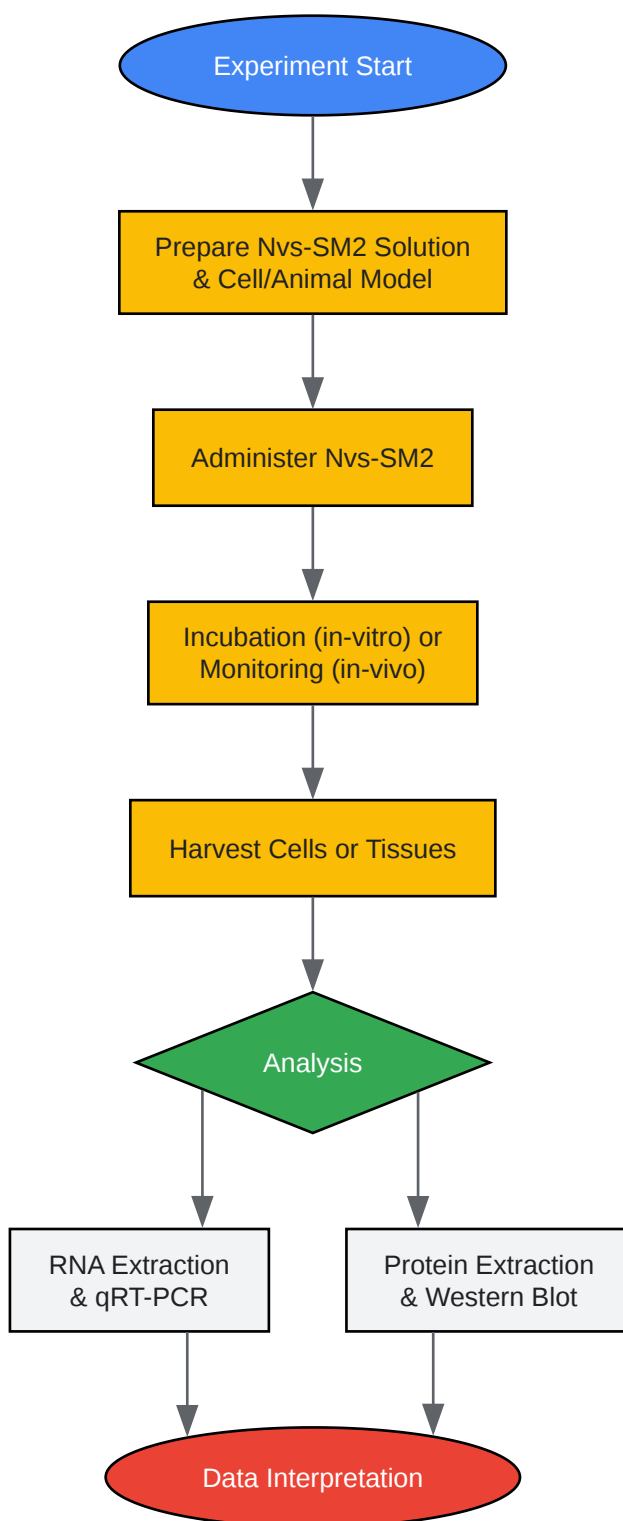 Experiment Start
Prepare Nvs-SM2 Solution
& Cell/Animal Model
Administer Nvs-SM2
Incubation (in-vitro) or
Monitoring (in-vivo)
Harvest Cells or Tissues
Analysis
RNA Extraction
& qRT-PCR
Protein Extraction
& Western Blot
Data Interpretation